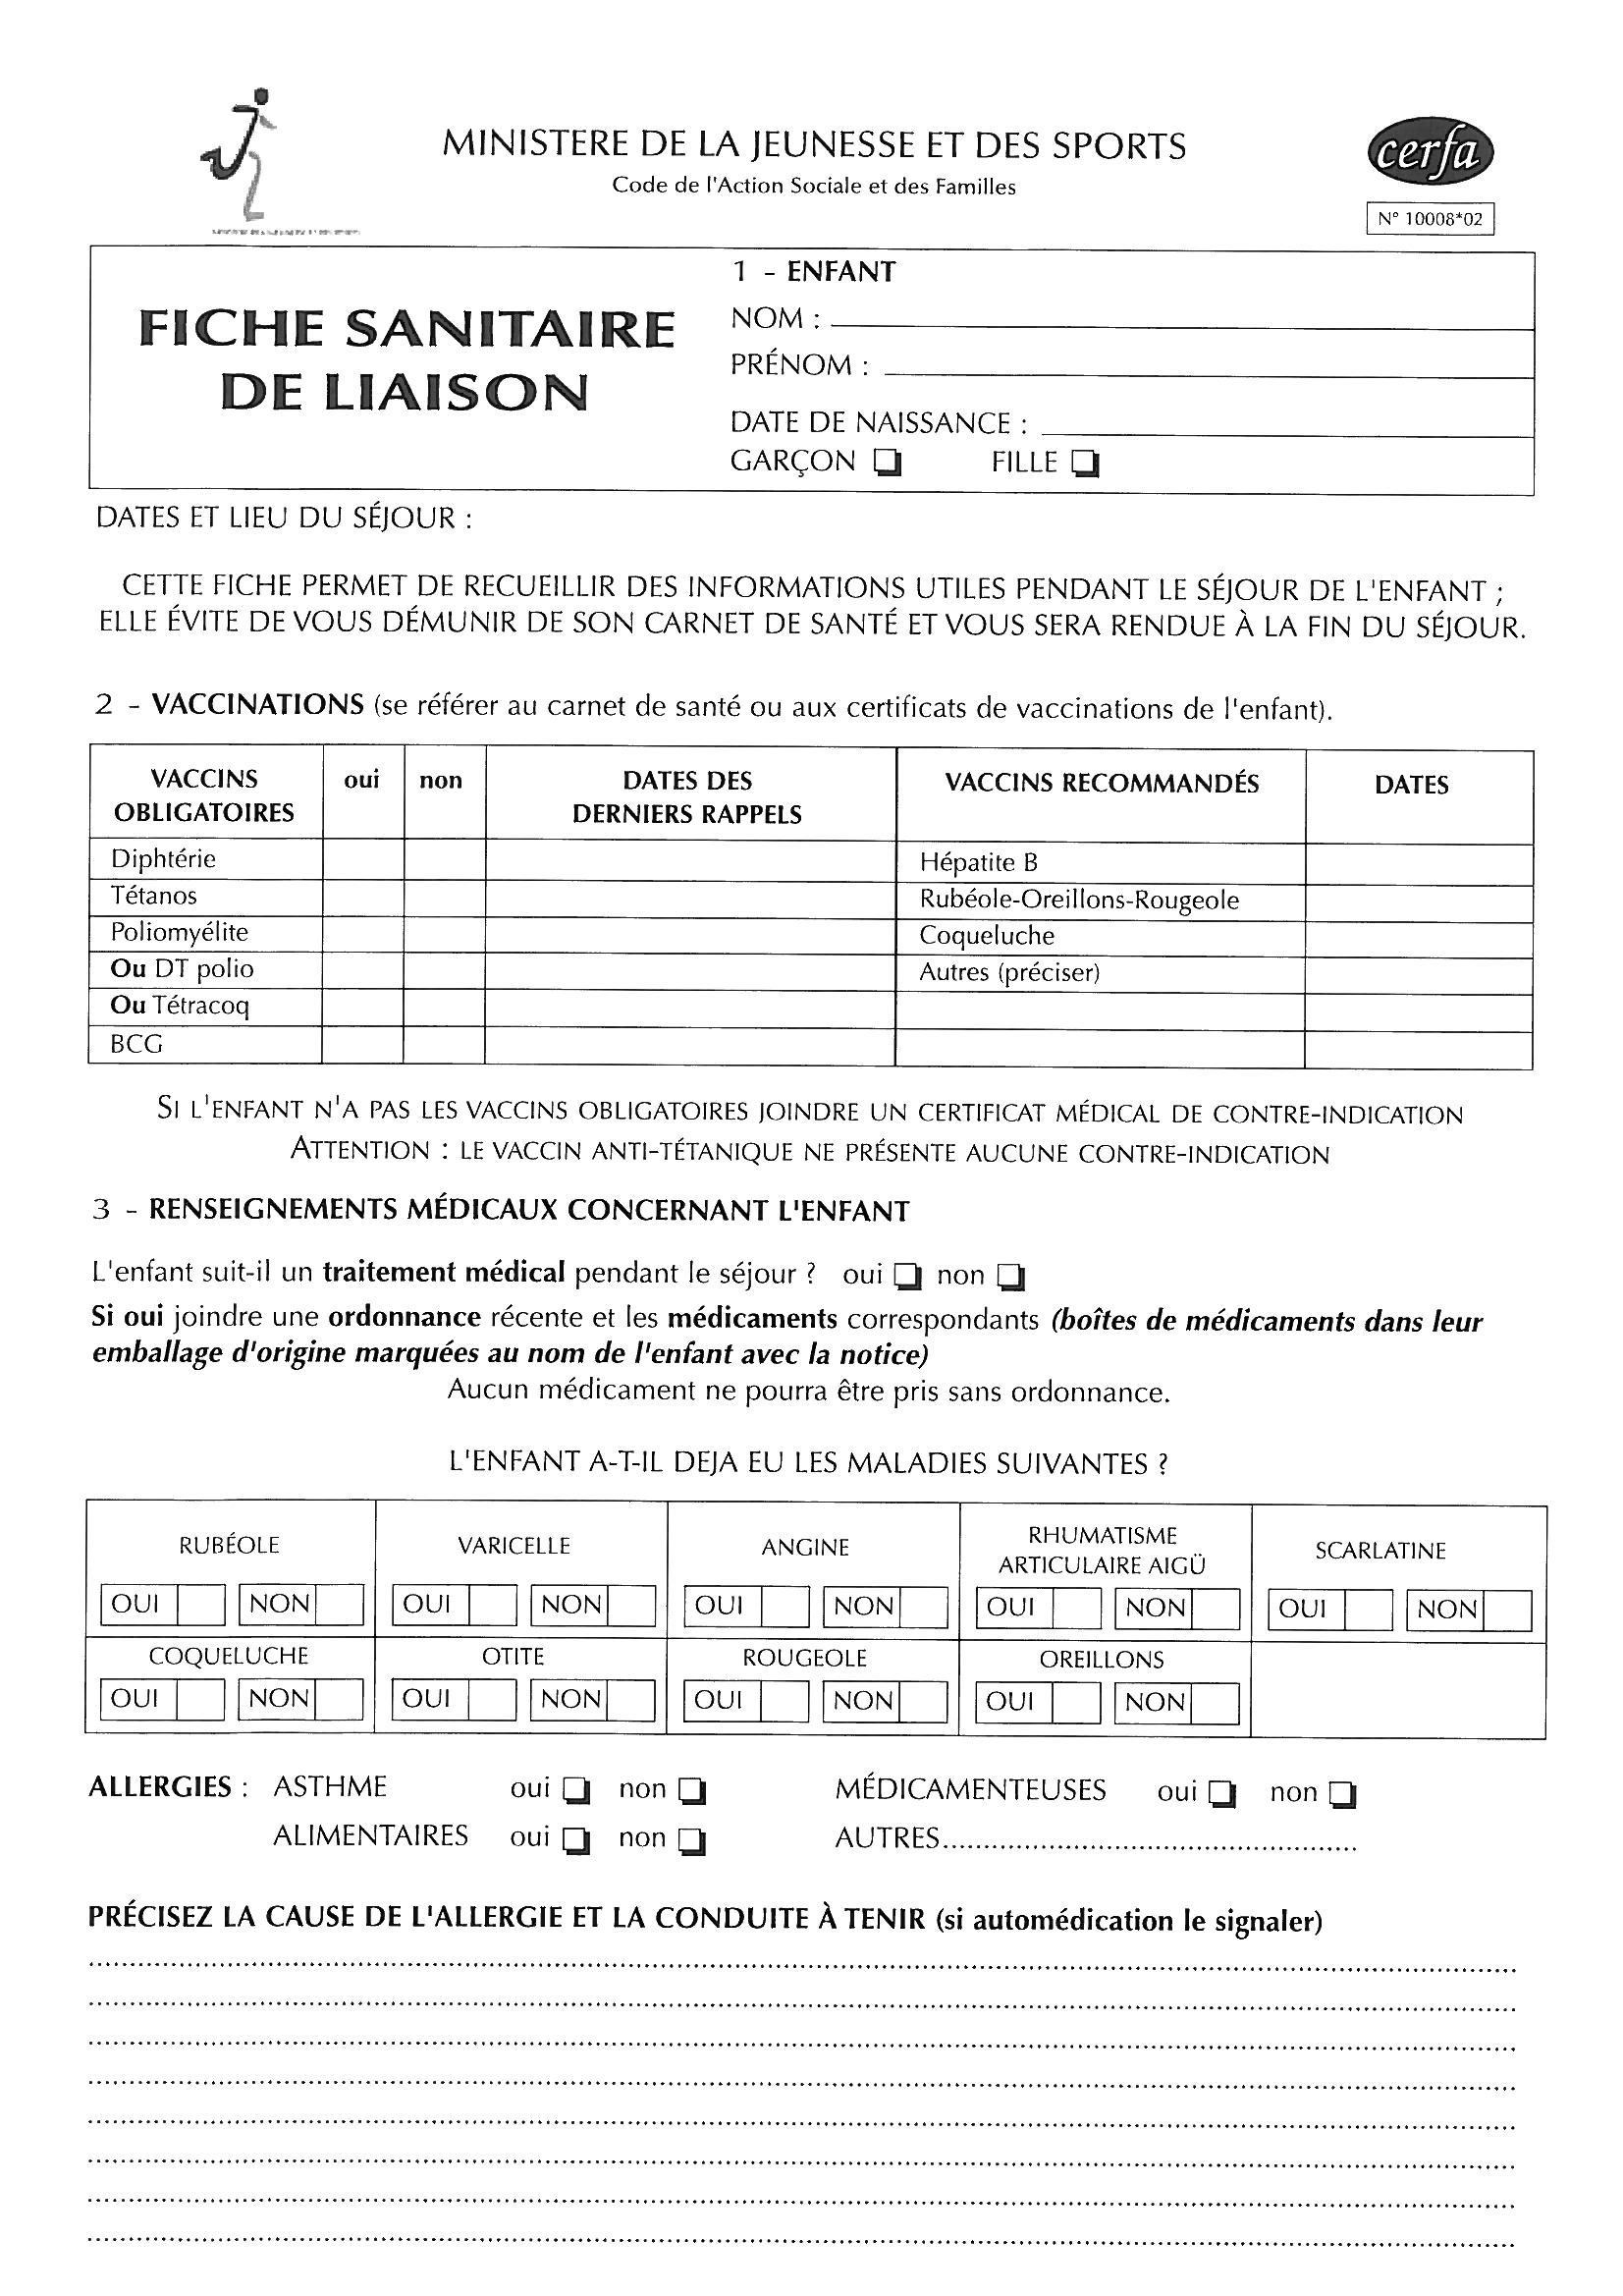 MINISTERE DE LA JEUNESSE ET DES SPORTS
Code de l'Action Sociale et des Familles
cerfa
N° 10008*02
FICHE SANITAIRE
DE LIAISON
1 - ENFANT
NOM :
PRÉNOM :
DATE DE NAISSANCE :
GARÇON FILLE
DATES ET LIEU DU SÉJOUR :
CETTE FICHE PERMET DE RECUEILLIR DES INFORMATIONS UTILES PENDANT LE SÉJOUR DE L'ENFANT ;
ELLE ÉVITE DE VOUS DÉMUNIR DE SON CARNET DE SANTÉ ET VOUS SERA RENDUE À LA FIN DU SÉJOUR.
2 - VACCINATIONS (se référer au carnet de santé ou aux certificats de vaccinations de l'enfant).
VACCINS OBLIGATOIRES oui non DATES DES DERNIERS RAPPELS VACCINS RECOMMANDÉS DATES
Diphtérie Hépatite B
Tétanos Rubéole-Oreillons-Rougeole
Poliomyélite Coqueluche
Ou DT polio Autres (préciser)
Ou Tétracoq
BCG
SI L'ENFANT N'A PAS LES VACCINS OBLIGATOIRES JOINDRE UN CERTIFICAT MÉDICAL DE CONTRE-INDICATION
ATTENTION : LE VACCIN ANTI-TÉTANIQUE NE PRÉSENTE AUCUNE CONTRE-INDICATION
3 - RENSEIGNEMENTS MÉDICAUX CONCERNANT L'ENFANT
L'enfant suit-il un traitement médical pendant le séjour ? oui non
Si oui joindre une ordonnance récente et les médicaments correspondants (boîtes de médicaments dans leur
emballage d'origine marquées au nom de l'enfant avec la notice)
Aucun médicament ne pourra être pris sans ordonnance.
L'ENFANT A-T-IL DEJA EU LES MALADIES SUIVANTES ?
RUBÉOLE VARICELLE ANGINE RHUMATISME ARTICULAIRE AIGÜ SCARLATINE
OUI NON OUI NON OUI NON OUI NON OUI NON
COQUELUCHE OTITE ROUGEOLE OREILLONS
OUI NON OUI NON OUI NON OUI NON
ALLERGIES : ASTHME oui non MÉDICAMENTEUSES oui non
ALIMENTAIRES oui non AUTRES..................................................
PRÉCISEZ LA CAUSE DE L'ALLERGIE ET LA CONDUITE À TENIR (si automédication le signaler)